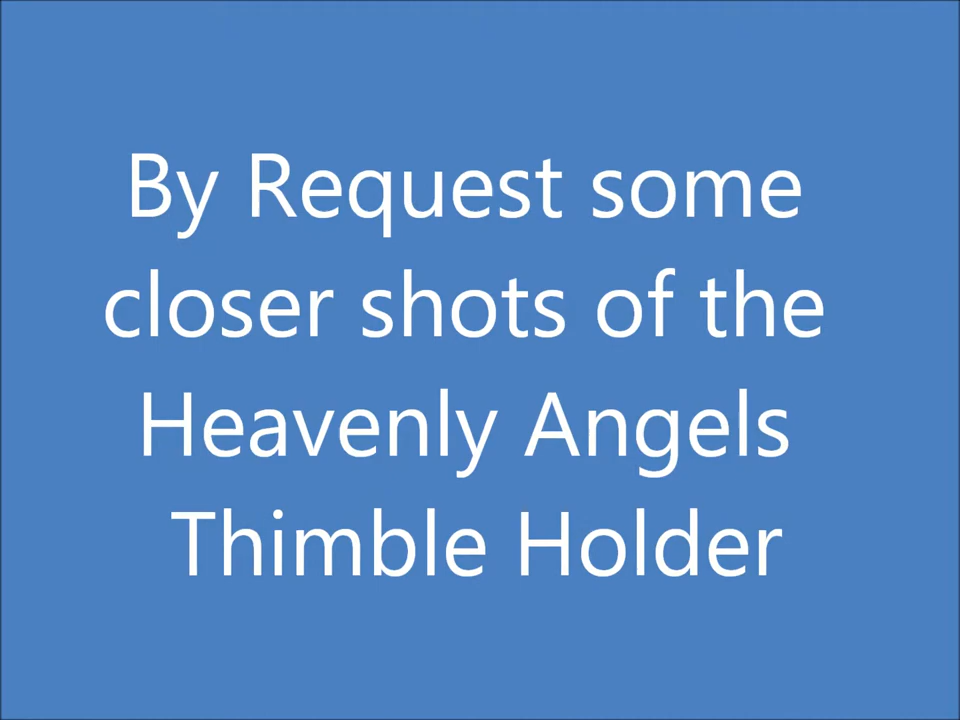 By Request some
closer shots of the
Heavenly Angels
Thimble Holder